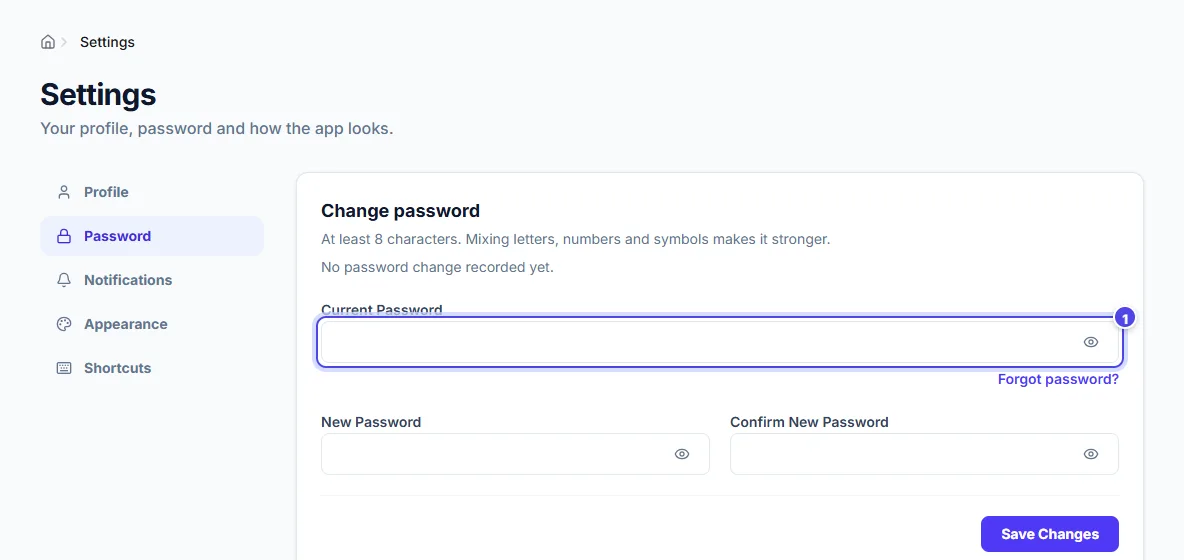 Settings
Settings
Your profile, password and how the app looks.
Profile
Password
Notifications
Appearance
Shortcuts
Change password
At least 8 characters. Mixing letters, numbers and symbols makes it stronger.
No password change recorded yet.
Current Password
1
Forgot password?
New Password
Confirm New Password
Save Changes